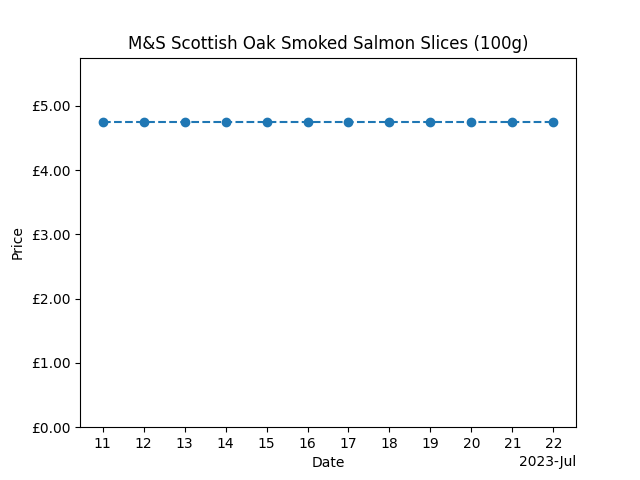 M&S Scottish Oak Smoked Salmon Slices (100g)
£5.00
£4.00
£3.00
£2.00
£1.00
£0.00
Price
11 12 13 14 15 16 17 18 19 20 21 22
Date
2023-Jul